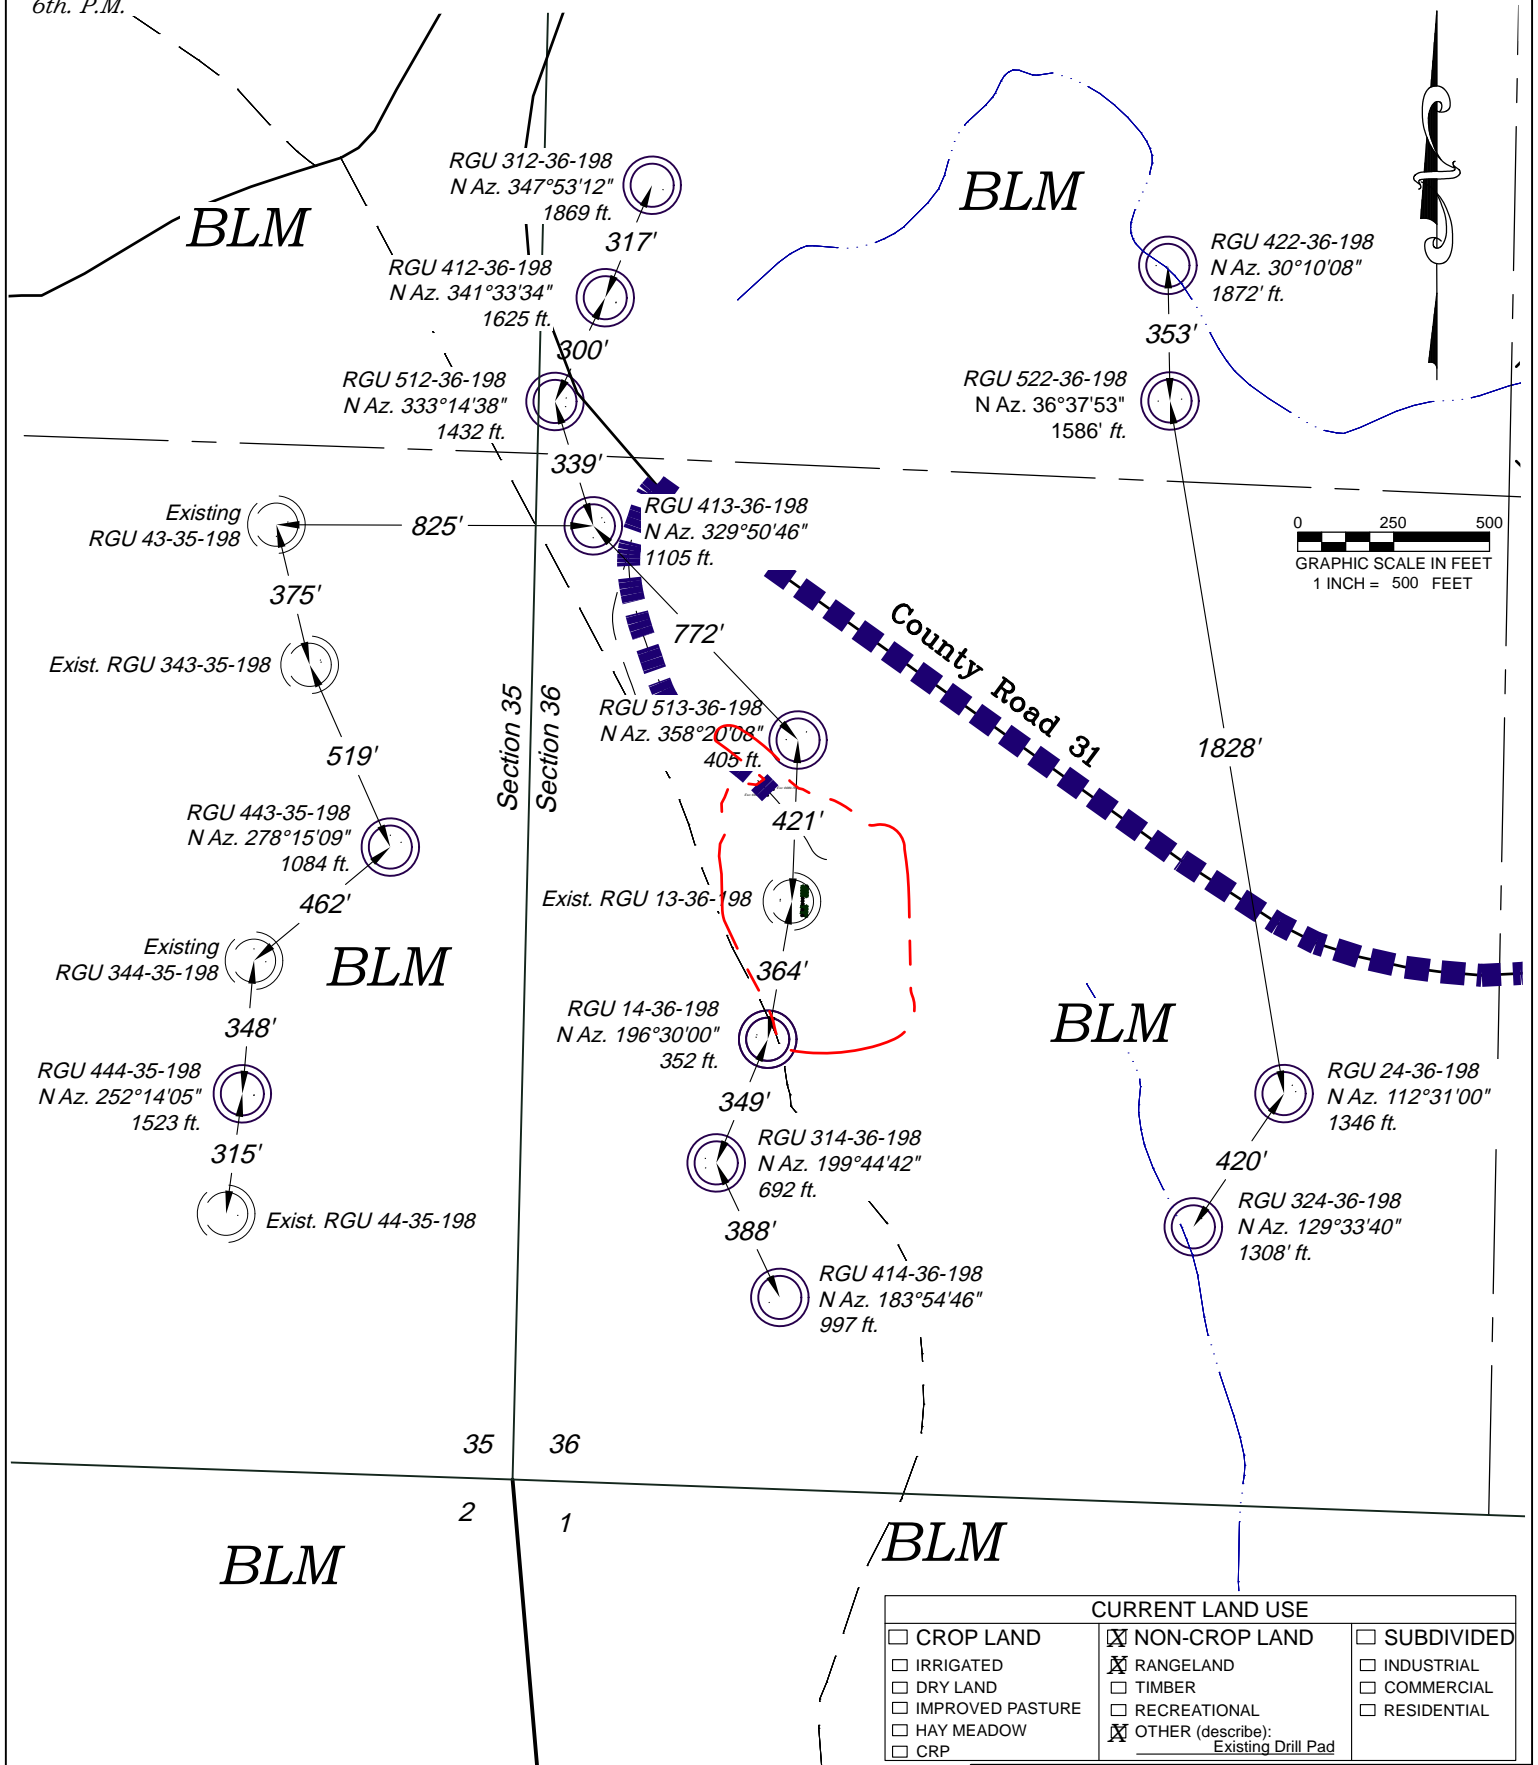 6th. P.M.
RGU 312-36-198
N Az. 347°53'12"
1869 ft.
BLM
BLM
317'
RGU 422-36-198
N Az. 30°10'08"
1872' ft.
RGU 412-36-198
N Az. 341°33'34"
1625 ft.
353'
300'
RGU 512-36-198
N Az. 333°14'38"
1432 ft.
RGU 522-36-198
N Az. 36°37'53"
1586' ft.
339'
Existing
RGU 43-35-198
825'
RGU 413-36-198
N Az. 329°50'46"
1105 ft.
0 250 500
GRAPHIC SCALE IN FEET
1 INCH = 500 FEET
375'
772'
County Road 31
Exist. RGU 343-35-198
Section 35
Section 36
RGU 513-36-198
N Az. 358°20'08"
405 ft.
519'
1828'
RGU 443-35-198
N Az. 278°15'09"
1084 ft.
421'
462'
Exist. RGU 13-36-198
Existing
RGU 344-35-198
BLM
364'
348'
RGU 14-36-198
N Az. 196°30'00"
352 ft.
BLM
RGU 444-35-198
N Az. 252°14'05"
1523 ft.
349'
RGU 24-36-198
N Az. 112°31'00"
1346 ft.
315'
RGU 314-36-198
N Az. 199°44'42"
692 ft.
420'
Exist. RGU 44-35-198
388'
RGU 324-36-198
N Az. 129°33'40"
1308' ft.
RGU 414-36-198
N Az. 183°54'46"
997 ft.
35 36
2 1
BLM
BLM
CURRENT LAND USE
CROP LAND
IRRIGATED
DRY LAND
IMPROVED PASTURE
HAY MEADOW
CRP
X NON-CROP LAND
X RANGELAND
TIMBER
RECREATIONAL
X OTHER (describe):
Existing Drill Pad
SUBDIVIDED
INDUSTRIAL
COMMERCIAL
RESIDENTIAL